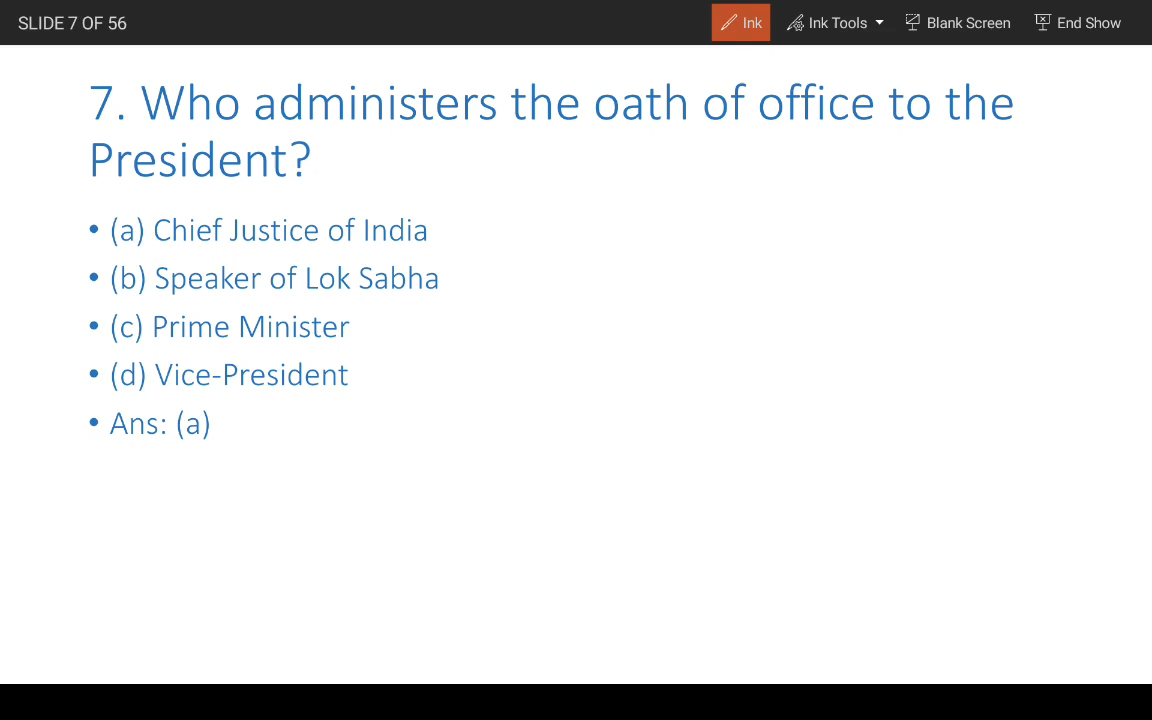 SLIDE 7 OF 56
Ink
Ink Tools
Blank Screen
End Show
7. Who administers the oath of office to the
President?
• (a) Chief Justice of India
• (b) Speaker of Lok Sabha
• (c) Prime Minister
• (d) Vice-President
• Ans: (a)